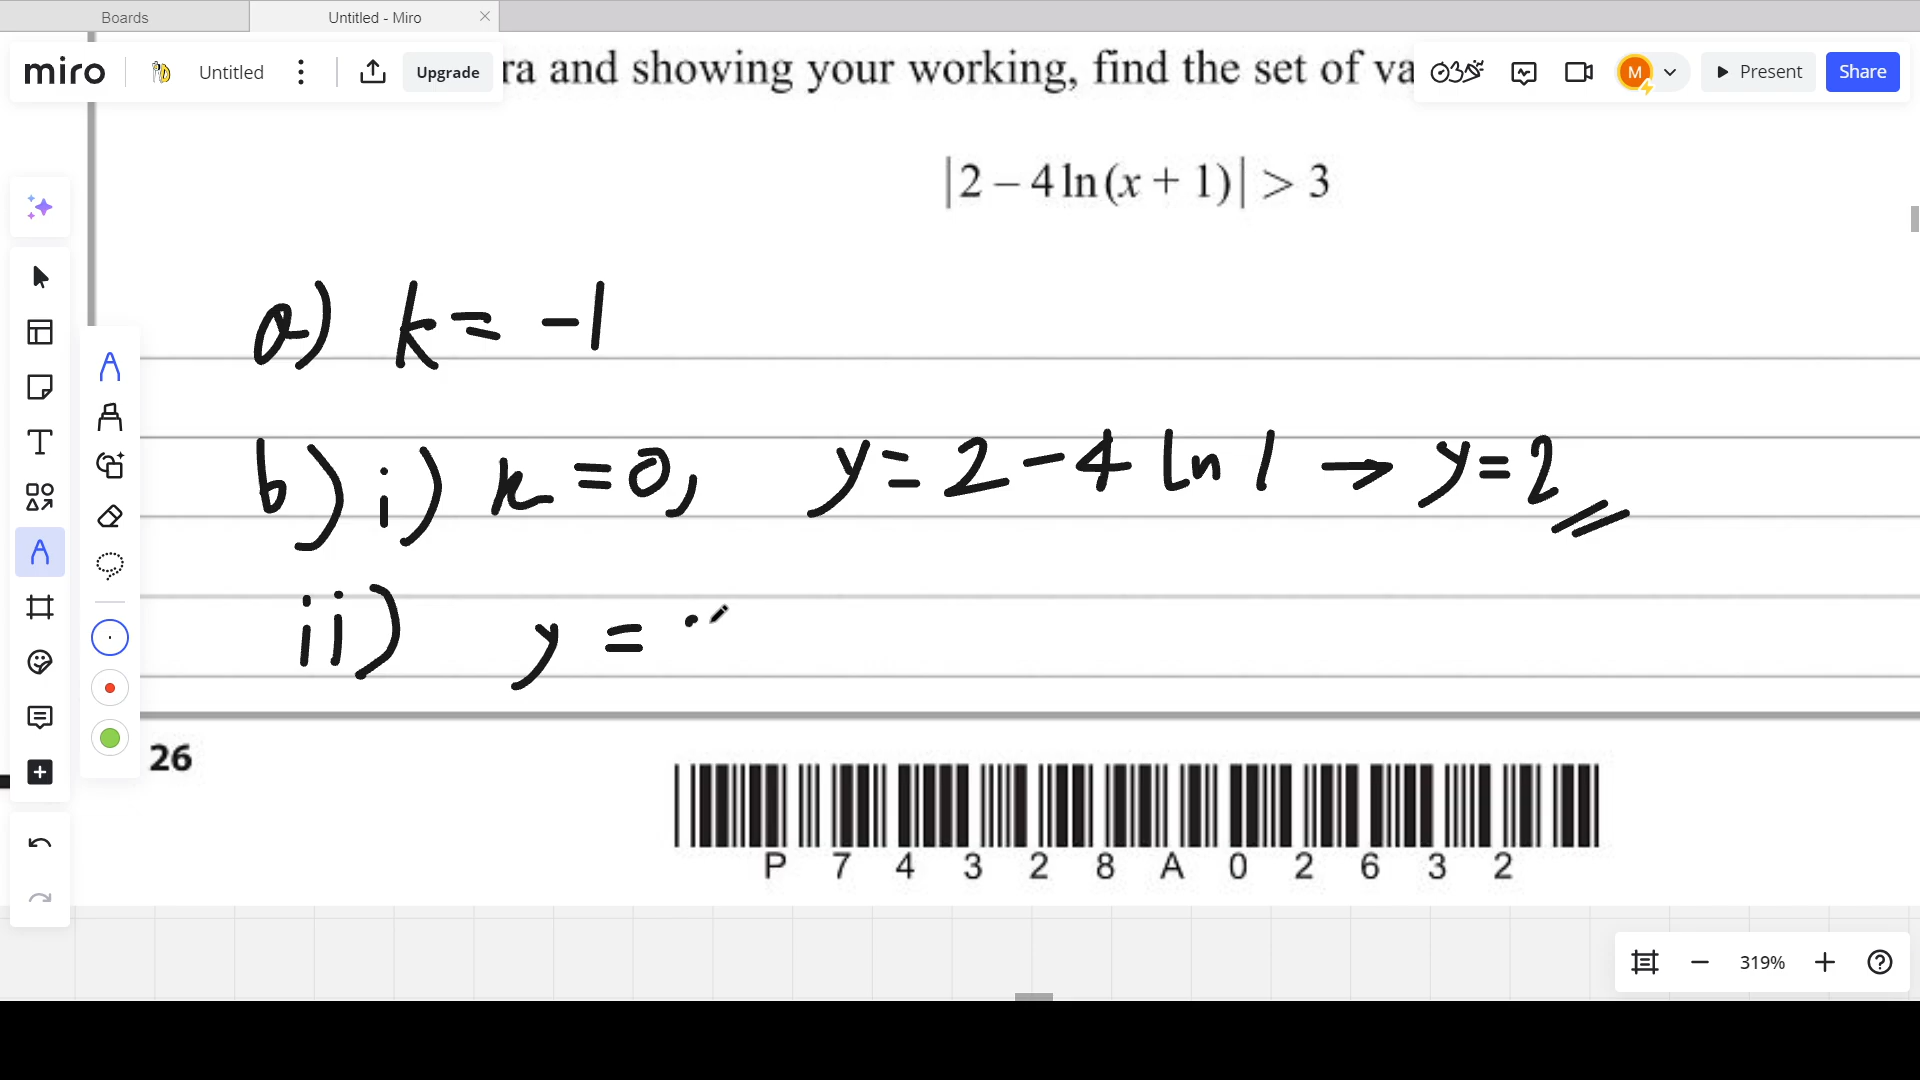 Boards
Untitled - Miro
miro
Untitled
Upgrade
ra and showing your working, find the set of va
M
Present
Share
|2 – 4 ln (x + 1)| > 3
a) k = -1
b) i) x = 0, y = 2 - 4 ln 1 → y = 2
ii) y =
26
P 7 4 3 2 8 A 0 2 6 3 2
319%